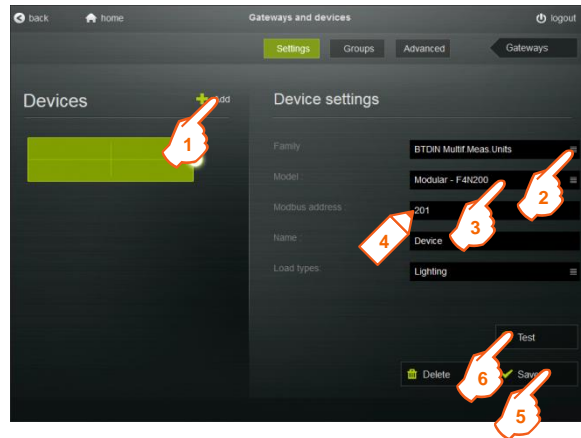 back
home
Gateways and devices
logout
Settings
Groups
Advanced
Gateways
Devices
Add
Device settings
1
Family
BTDIN Multif.Meas.Units
2
Model
Modular - F4N200
3
Modbus address :
201
4
Name :
Device
Load types
Lighting
Test
Delete
6
Save
5